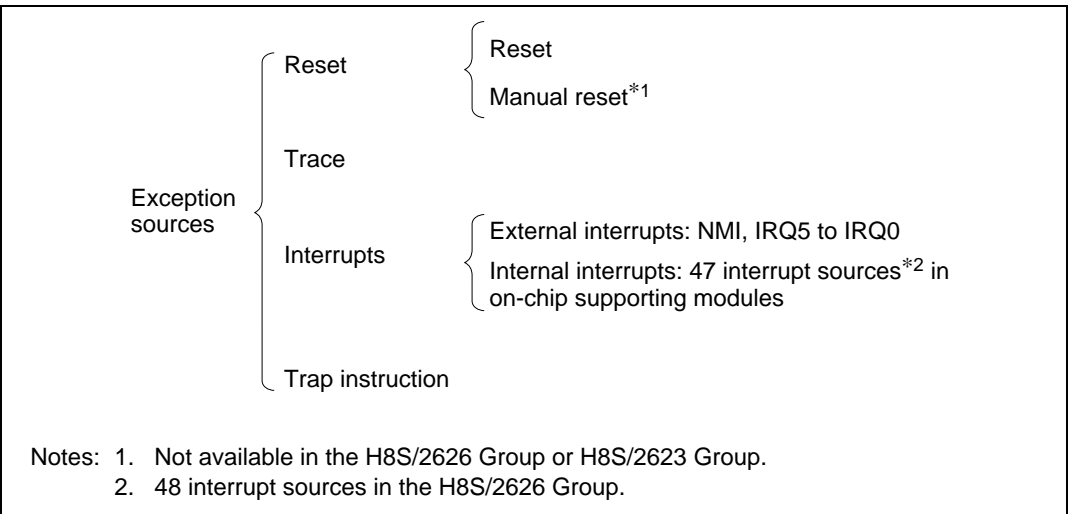 Exception
sources
Reset
Reset
Manual reset*1
Trace
Interrupts
External interrupts: NMI, IRQ5 to IRQ0
Internal interrupts: 47 interrupt sources*2 in
on-chip supporting modules
Trap instruction
Notes: 1. Not available in the H8S/2626 Group or H8S/2623 Group.
2. 48 interrupt sources in the H8S/2626 Group.